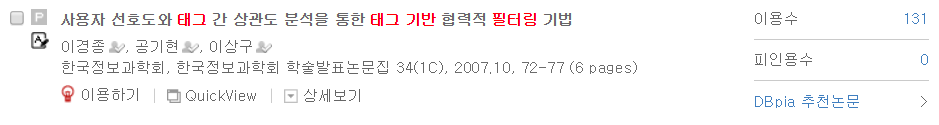 P 사용자 선호도와 태그 간 상관도 분석을 통한 태그 기반 협력적 필터링 기법
이경종, 공기현, 이상구
한국정보과학회, 한국정보과학회 학술발표논문집 34(1C), 2007.10, 72-77 (6 pages)
이용하기 | QuickView | 상세보기
이용수 131
피인용수 0
DBpia 추천논문 >